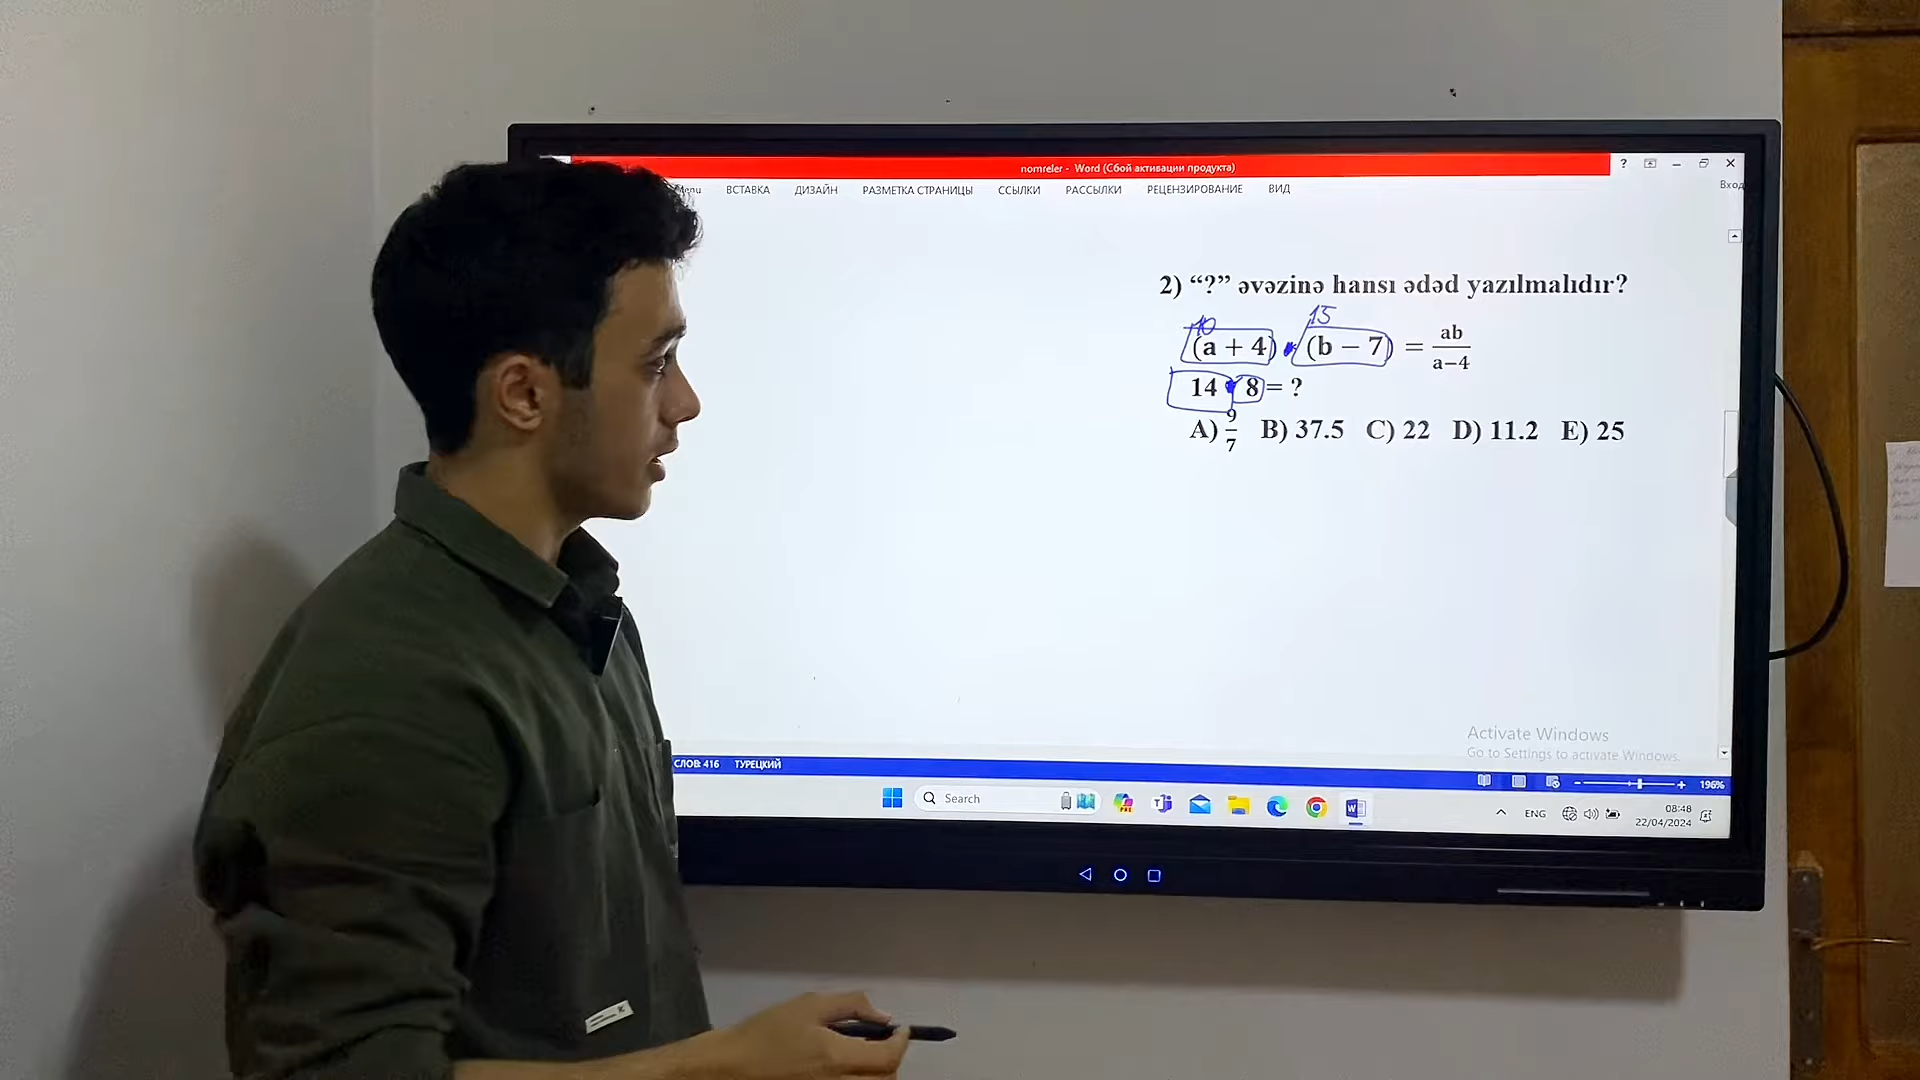 nomreler - Word (Сбой активации продукта)
ВСТАВКА ДИЗАЙН РАЗМЕТКА СТРАНИЦЫ ССЫЛКИ РАССЫЛКИ РЕЦЕНЗИРОВАНИЕ ВИД
Вход
2) “?” əvəzinə hansı ədəd yazılmalıdır?
10 15
(a + 4) • (b − 7) = ab/a−4
14 • 8 = ?
A) 9/7 B) 37.5 C) 22 D) 11.2 E) 25
Activate Windows
Go to Settings to activate Windows.
СЛОВ: 416 ТУРЕЦКИЙ
196%
Search
ENG
08:48
22/04/2024